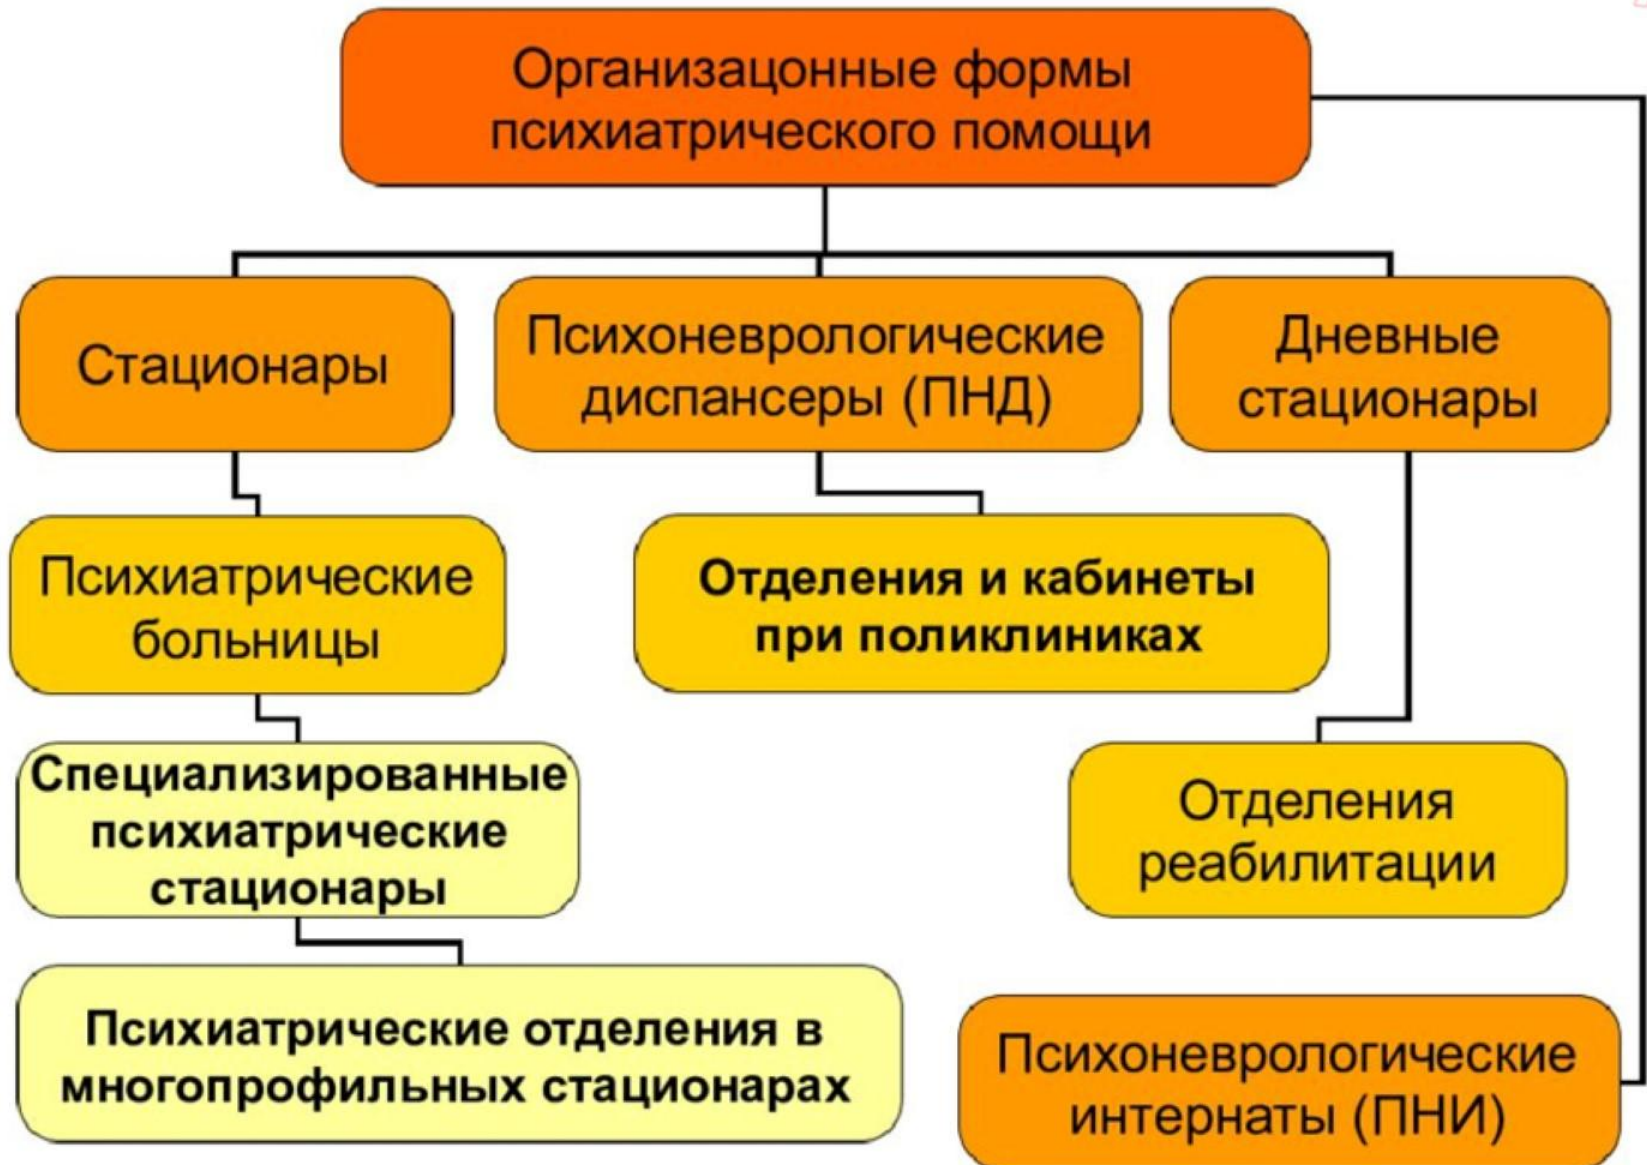 Организацонные формы
психиатрического помощи
Стационары
Психоневрологические
диспансеры (ПНД)
Дневные
стационары
Психиатрические
больницы
Отделения и кабинеты
при поликлиниках
Специализированные
психиатрические
стационары
Отделения
реабилитации
Психиатрические отделения в
многопрофильных стационарах
Психоневрологические
интернаты (ПНИ)